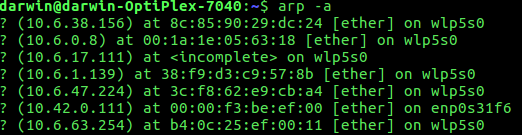 darwin@darwin-OptiPlex-7040:~$ arp -a
? (10.6.38.156) at 8c:85:90:29:dc:24 [ether] on wlp5s0
? (10.6.0.8) at 00:1a:1e:05:63:18 [ether] on wlp5s0
? (10.6.17.111) at <incomplete> on wlp5s0
? (10.6.1.139) at 38:f9:d3:c9:57:8b [ether] on wlp5s0
? (10.6.47.224) at 3c:f8:62:e9:cb:a4 [ether] on wlp5s0
? (10.42.0.111) at 00:00:f3:be:ef:00 [ether] on enp0s31f6
? (10.6.63.254) at b4:0c:25:ef:00:11 [ether] on wlp5s0